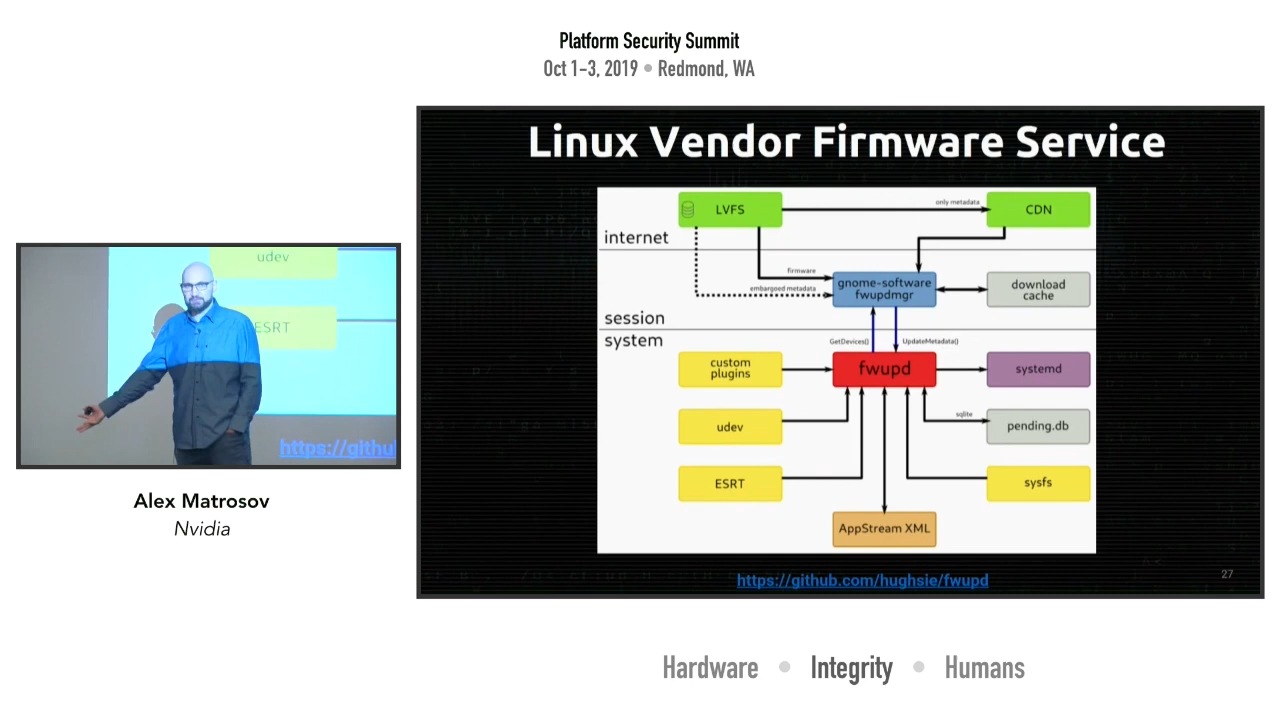 Platform Security Summit
Oct 1-3, 2019 • Redmond, WA
udev
ESRT
https://githu
Alex Matrosov
Nvidia
Linux Vendor Firmware Service
LVFS
only metadata
CDN
internet
firmware
embargoed metadata
gnome-software
fwupdmgr
download
cache
session
system
GetDevices()
UpdateMetadata()
custom
plugins
fwupd
systemd
udev
sqlite
pending.db
ESRT
sysfs
AppStream XML
https://github.com/hughsie/fwupd
27
Hardware • Integrity • Humans